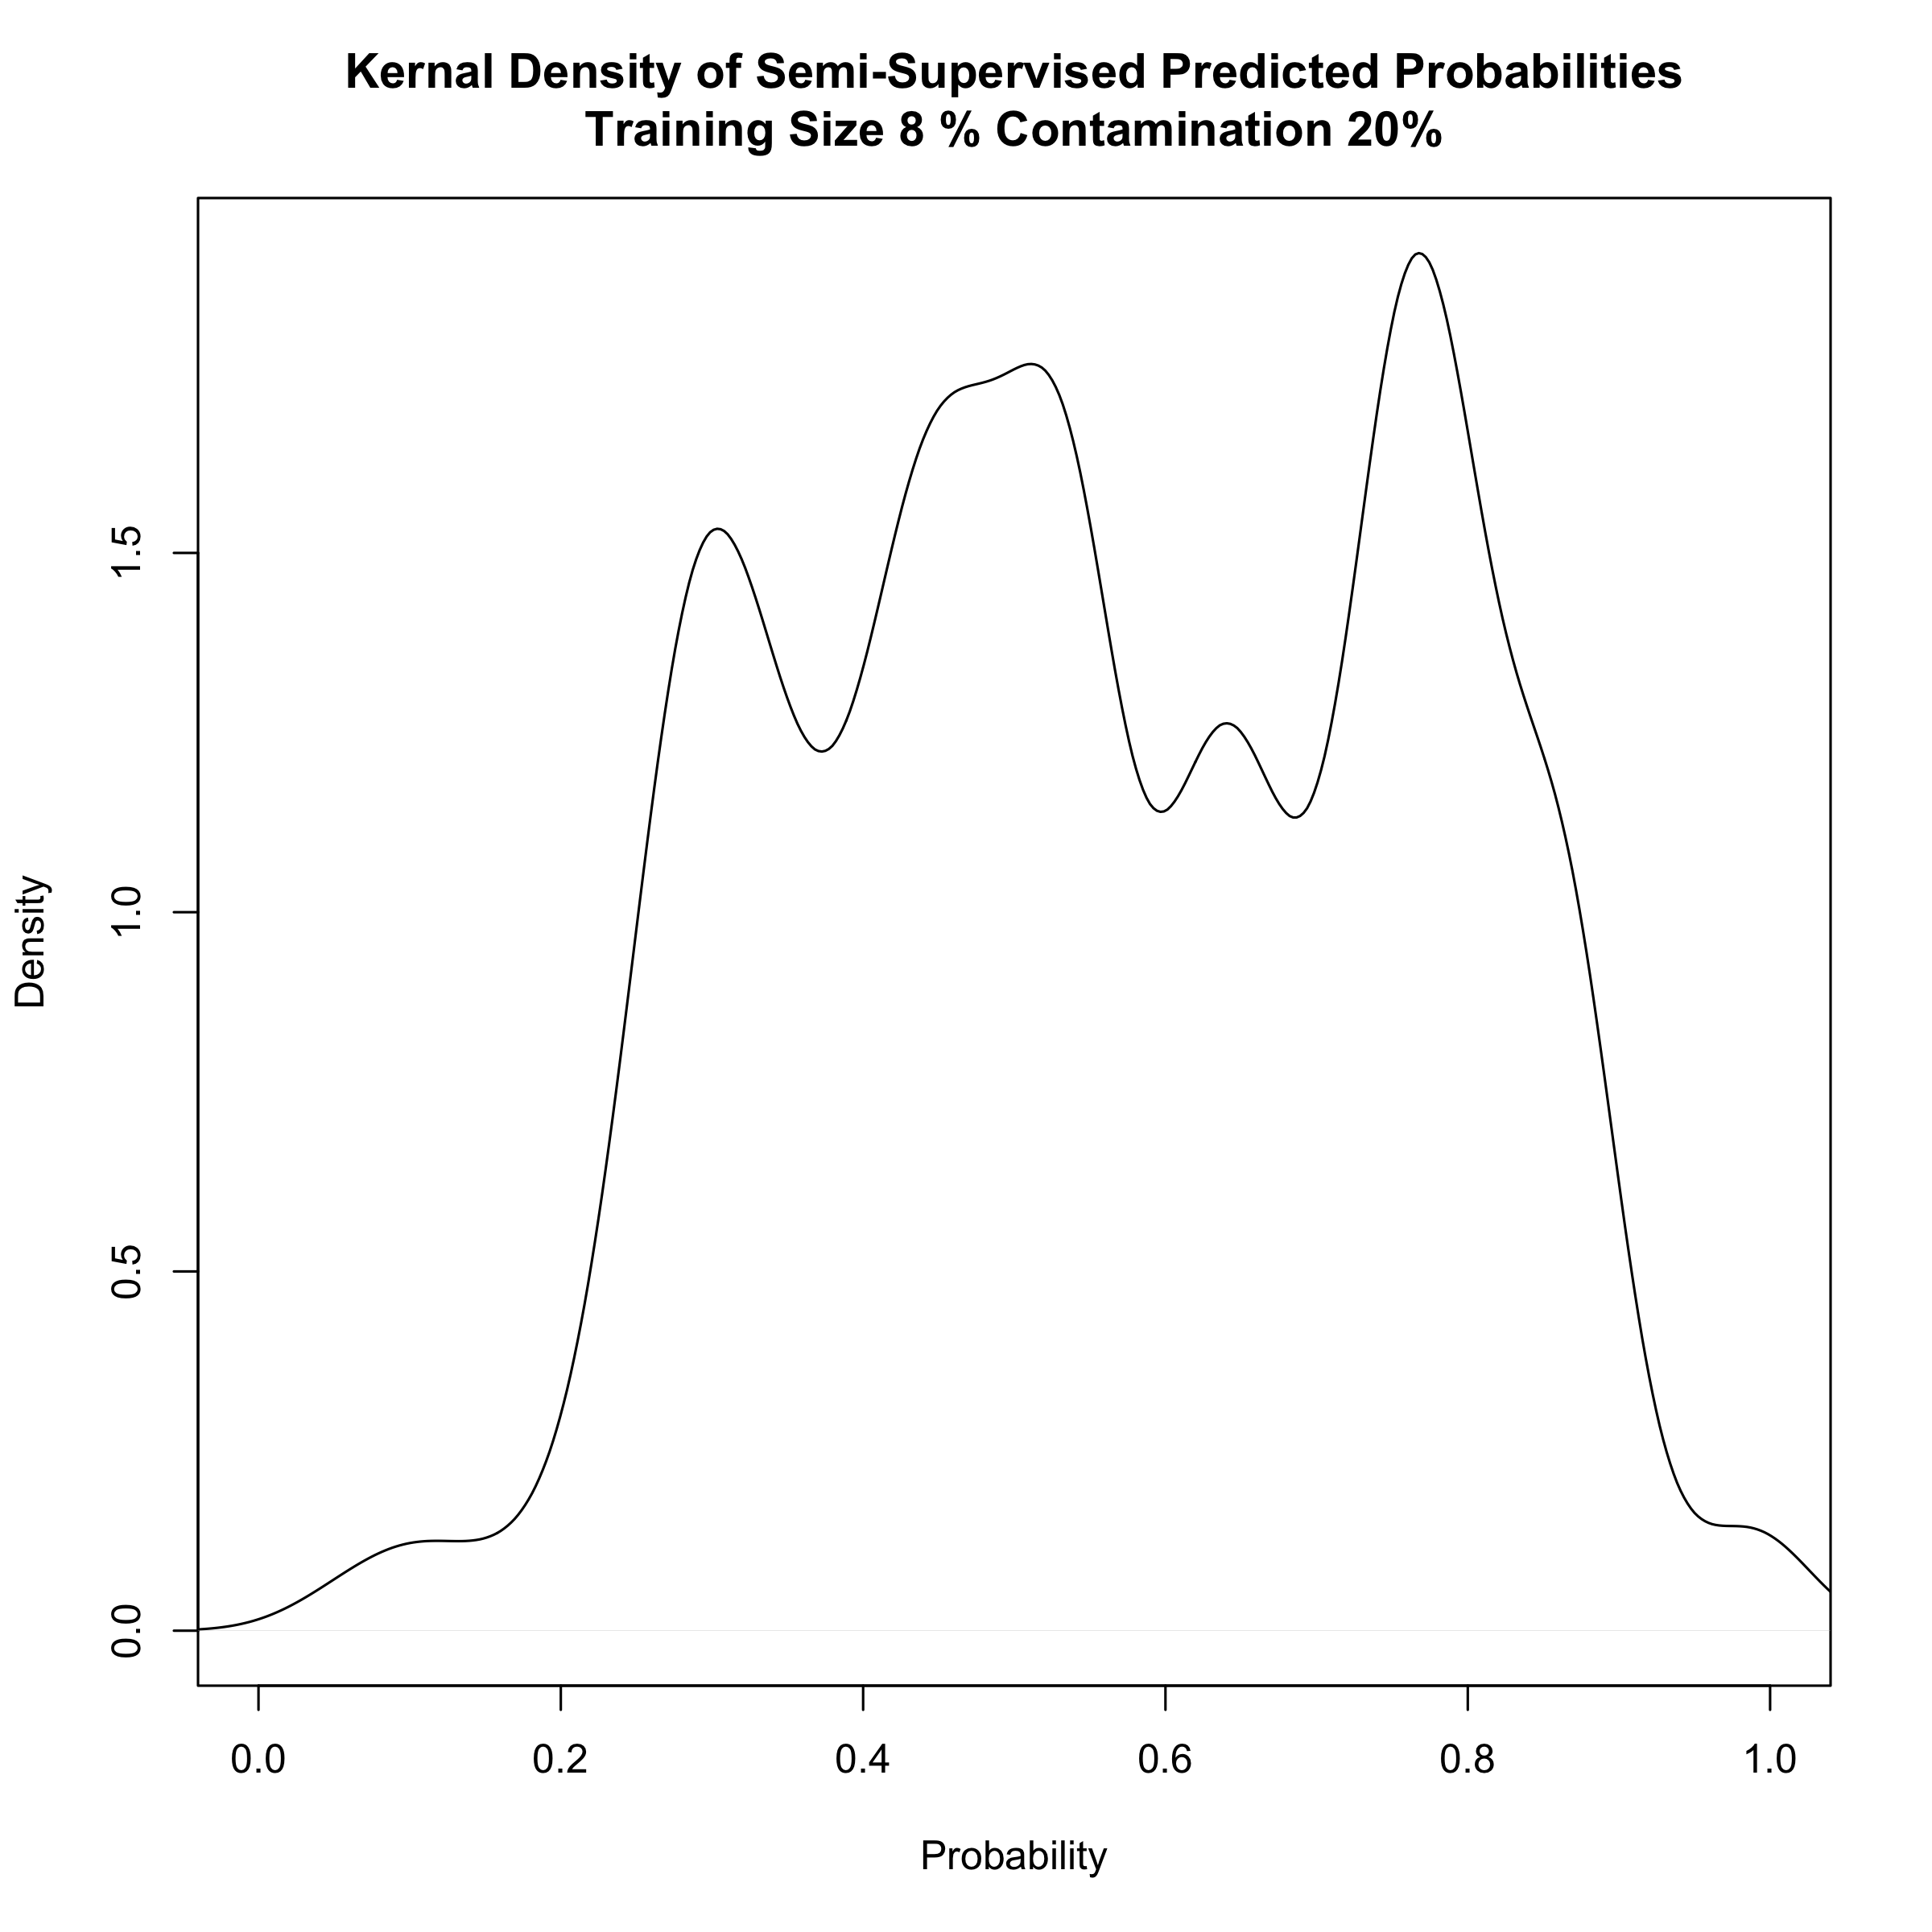 Kernal Density of Semi-Supervised Predicted Probabilities
Training Size 8 % Contamination 20%
1.5
1.0
0.5
0.0
Density
0.0 0.2 0.4 0.6 0.8 1.0
Probability